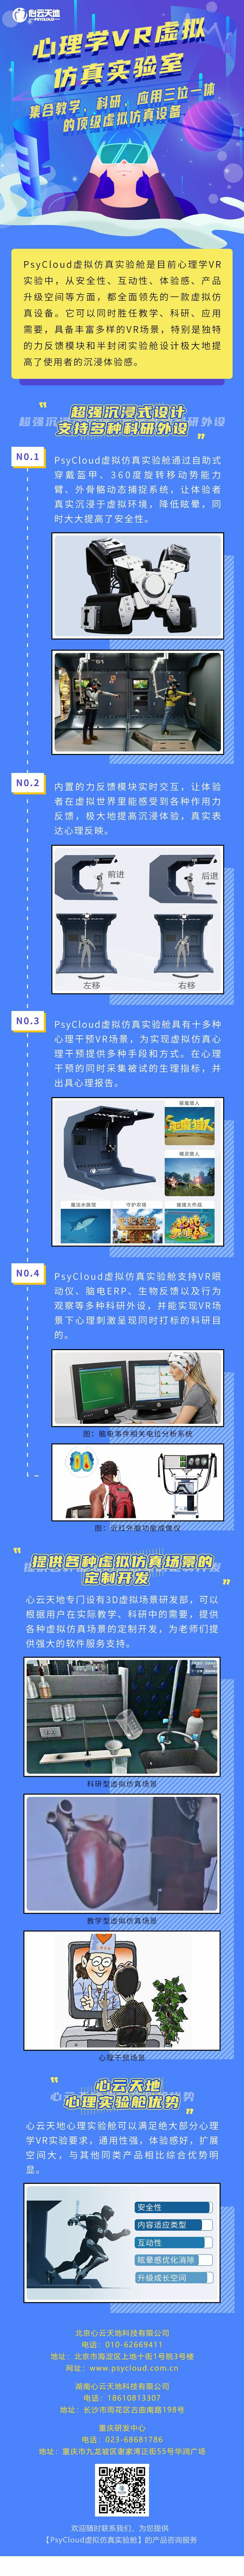 心云天地
PSYCLOUD
心理学VR虚拟
仿真实验室
集合教学、科研、应用三位一体
的顶级虚拟仿真设备
PsyCloud虚拟仿真实验舱是目前心理学VR
实验中，从安全性、互动性、体验感、产品
升级空间等方面，都全面领先的一款虚拟仿
真设备。它可以同时胜任教学、科研、应用
需要，具备丰富多样的VR场景，特别是独特
的力反馈模块和半封闭实验舱设计极大地提
高了使用者的沉浸体验感。
超强沉浸式设计
支持多种科研外设
NO.1
PsyCloud虚拟仿真实验舱通过自助式
穿戴盔甲、360度旋转移动势能力
臂、外骨骼动态捕捉系统，让体验者
真实沉浸于虚拟环境，降低眩晕，同
时大大提高了安全性。
NO.2
内置的力反馈模块实时交互，让体验
者在虚拟世界里能感受到各种作用力
反馈，极大地提高沉浸体验，真实表
达心理反映。
前进
后退
左移
右移
NO.3
PsyCloud虚拟仿真实验舱具有十多种
心理干预VR场景，为实现虚拟仿真心
理干预提供多种手段和方式。在心理
干预的同时采集被试的生理指标，并
出具心理报告。
驱魔猎人
精灵旅人
魔法水族馆
守护农场
猪猪大作战
NO.4
PsyCloud虚拟仿真实验舱支持VR眼
动仪、脑电ERP、生物反馈以及行为
观察等多种科研外设，并能实现VR场
景下心理刺激呈现同时打标的科研目
的。
图：脑电事件相关电位分析系统
图：近红外脑功能成像仪
提供各种虚拟仿真场景的
定制开发
心云天地专门设有3D虚拟场景研发部，可以
根据用户在实际教学、科研中的需要，提供
各种虚拟仿真场景的定制开发，为老师们提
供强大的软件服务支持。
科研型虚拟仿真场景
教学型虚拟仿真场景
心理干预场景
心云天地
心理实验舱优势
心云天地心理实验舱可以满足绝大部分心理
学VR实验要求，通用性强，体验感好，扩展
空间大，与其他同类产品相比综合优势明
显。
安全性
内容适应类型
互动性
眩晕感优化消除
升级成长空间
北京心云天地科技有限公司
电话：010-62669411
地址：北京市海淀区上地十街1号院3号楼
网址：www.psycloud.com.cn
湖南心云天地科技有限公司
电话：18610813307
地址：长沙市雨花区古曲南路198号
重庆研发中心
电话：023-68681786
地址：重庆市九龙坡区谢家湾正街55号华润广场
欢迎随时联系我们，为您提供
【PsyCloud虚拟仿真实验舱】的产品咨询服务